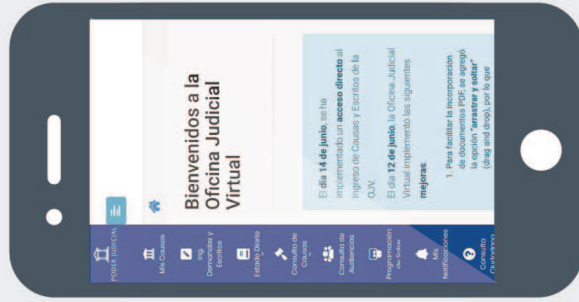 PODER JUDICIAL
Mis Causas
Ing.
Demandas y
Escritos
Estado Diario
Consulta de
Causas
Consulta de
Audiencias
Programación
de Salas
Mis
Notificaciones
Consulta
Ciudadana
Bienvenidos a la
Oficina Judicial
Virtual
El día 14 de junio, se ha
implementado un acceso directo al
Ingreso de Causas y Escritos de la
OJV.
El día 12 de junio, la Oficina Judicial
Virtual implementó las siguientes
mejoras:
1. Para facilitar la incorporación
de documentos PDF, se agregó
la opción "arrastrar y soltar"
(drag and drop), por lo que